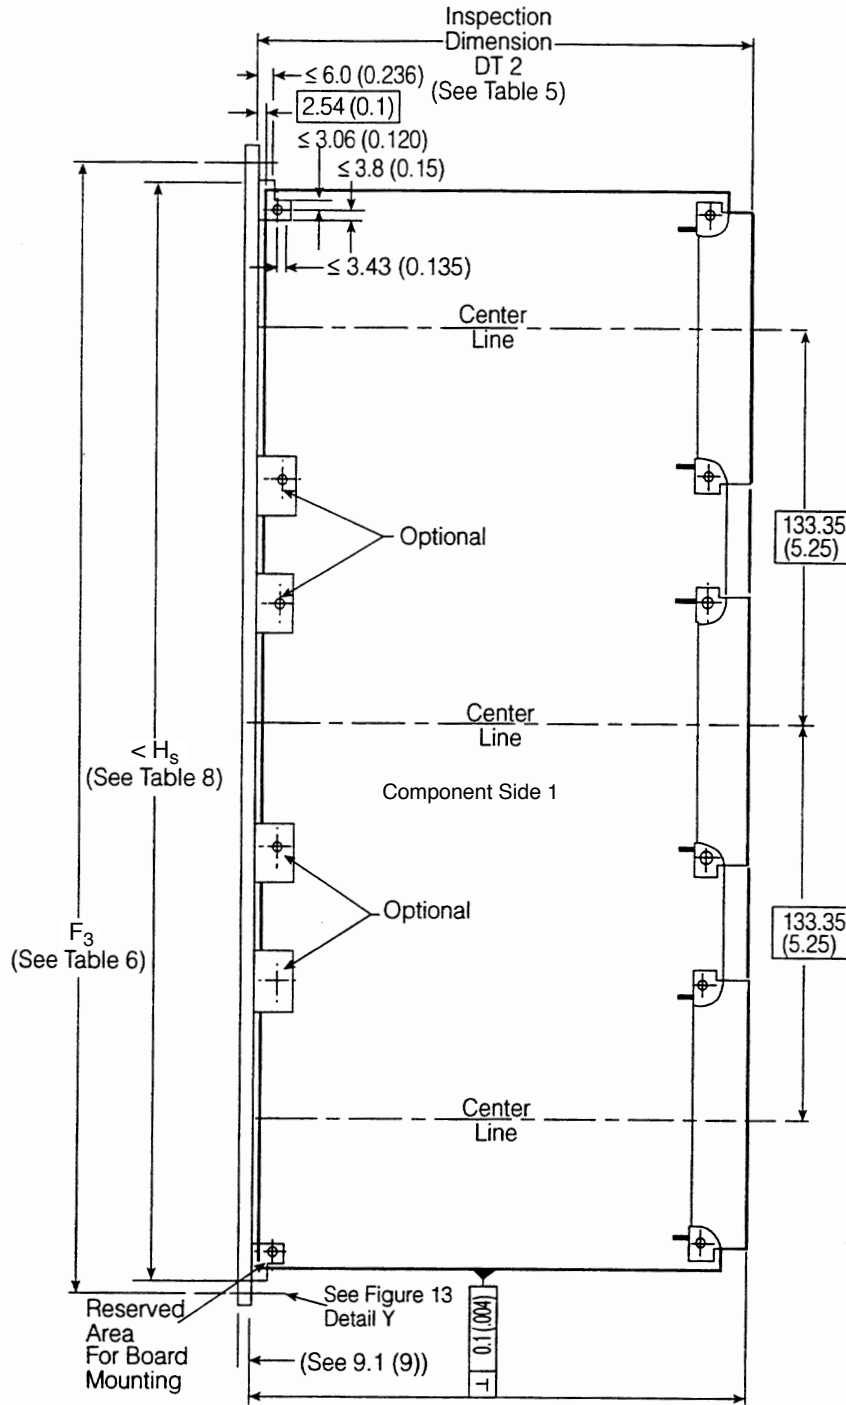 Inspection
Dimension
DT 2
(See Table 5)
≤ 6.0 (0.236)
2.54 (0.1)
≤ 3.06 (0.120)
≤ 3.8 (0.15)
≤ 3.43 (0.135)
Center
Line
133.35
(5.25)
Optional
Center
Line
< Hs
(See Table 8)
Component Side 1
Optional
F3
(See Table 6)
133.35
(5.25)
Center
Line
See Figure 13
Detail Y
Reserved
Area
For Board
Mounting
(See 9.1 (9))
⊥ 0.1 (.004)